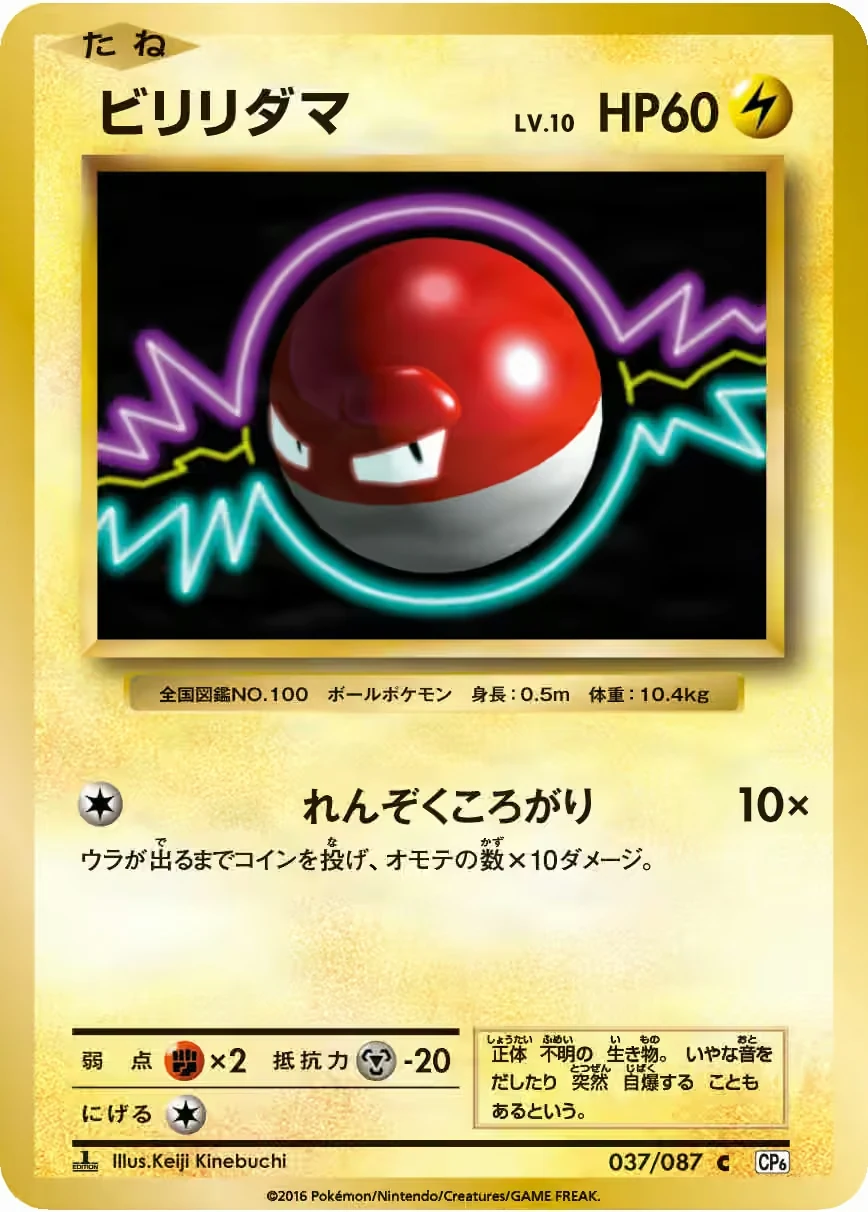 たね
ビリリダマ LV.10 HP60
全国図鑑NO.100 ボールポケモン 身長：0.5m 体重：10.4kg
れんぞくころがり 10×
ウラが出るまでコインを投げ、オモテの数×10ダメージ。
弱点 ×2 抵抗力 -20
にげる
正体 不明の 生き物。 いやな音を
だしたり 突然 自爆する ことも
あるという。
1 EDITION Illus.Keiji Kinebuchi 037/087 C CP6
©2016 Pokémon/Nintendo/Creatures/GAME FREAK.